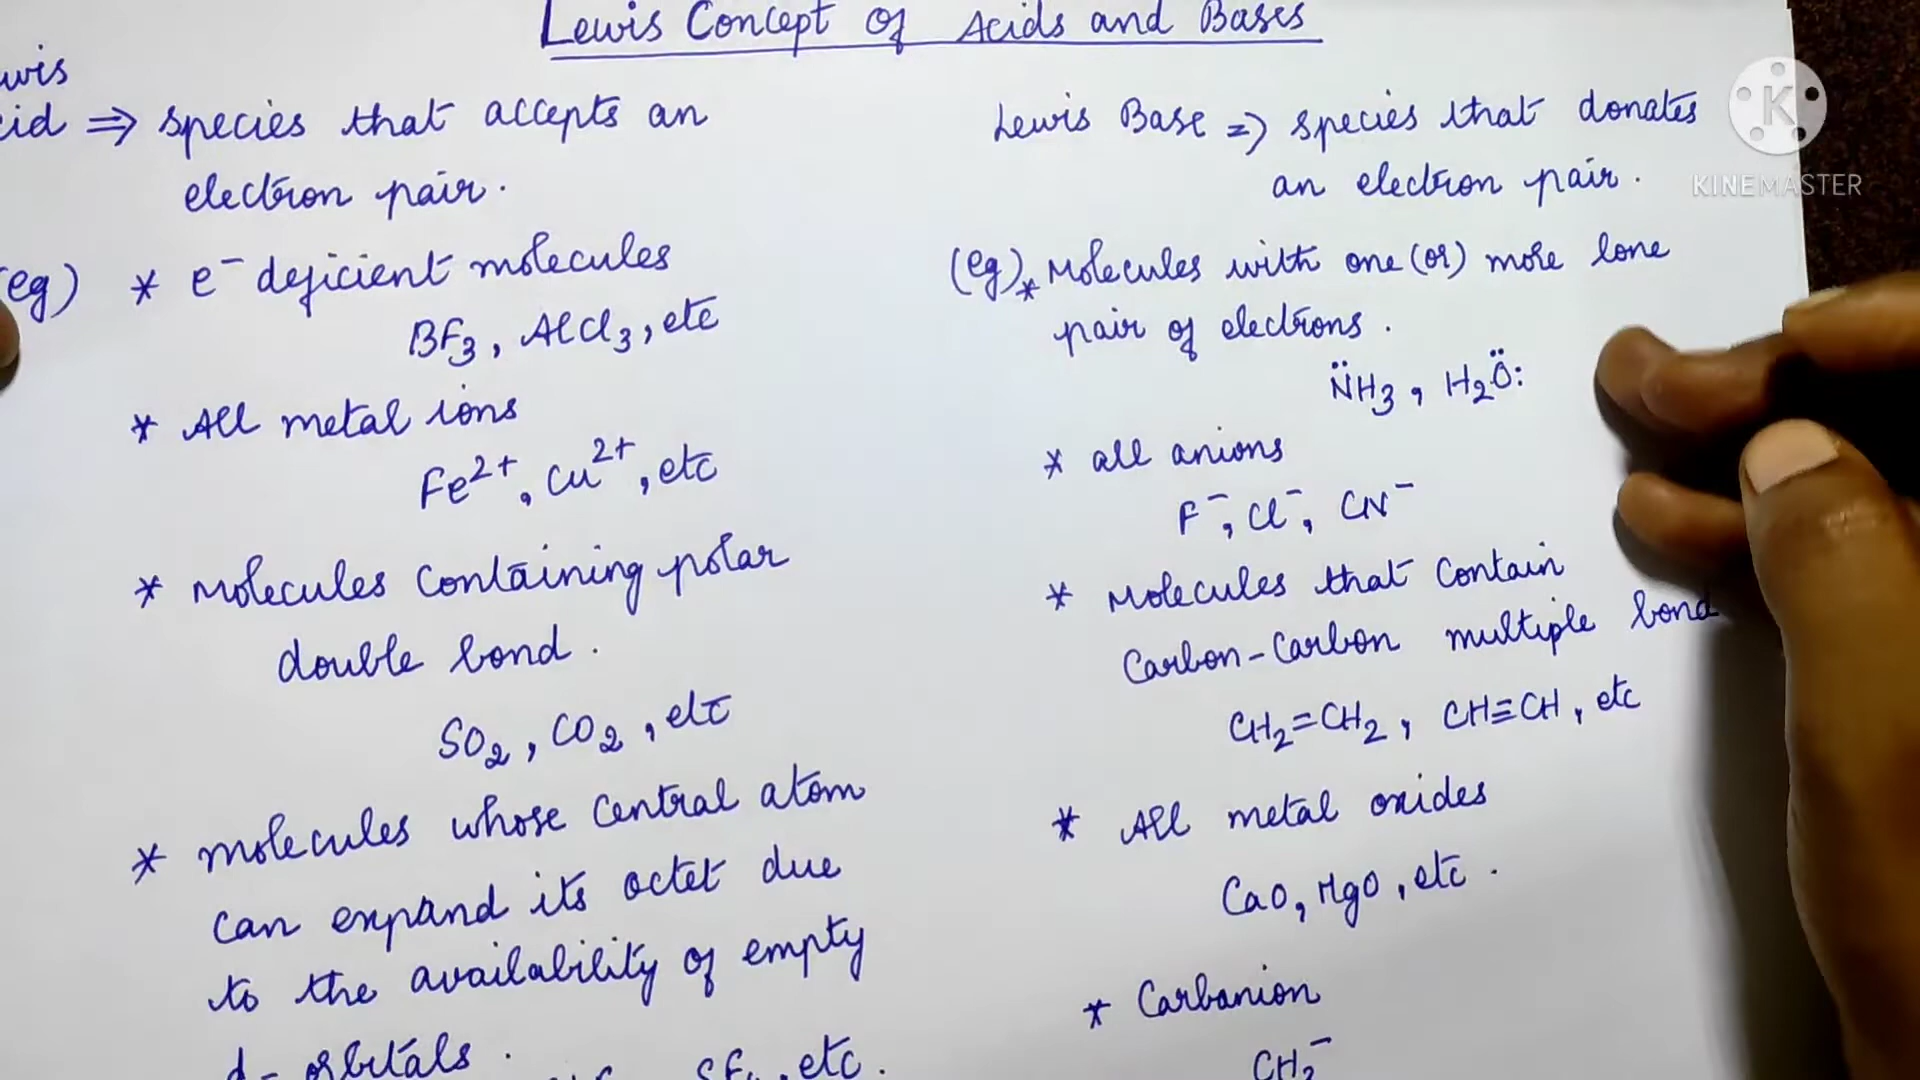 Lewis Concept of Acids and Bases
wis
cid ⇒ species that accepts an
electron pair.
(eg) * e⁻ deficient molecules
BF₃, AlCl₃, etc
* All metal ions
Fe²⁺, Cu²⁺, etc
* Molecules containing polar
double bond.
SO₂, CO₂, etc
* molecules whose central atom
can expand its octet due
to the availability of empty
d-orbitals.
etc.
Lewis Base ⇒ species that donates
an electron pair.
(eg) * Molecules with one (or) more lone
pair of electrons.
N̈H₃, H₂Ö:
* all anions
F⁻, Cl⁻, CN⁻
* Molecules that contain
Carbon-Carbon multiple bond
CH₂=CH₂, CH≡CH, etc
* All metal oxides
CaO, MgO, etc.
* Carbanion
K
KINEMASTER